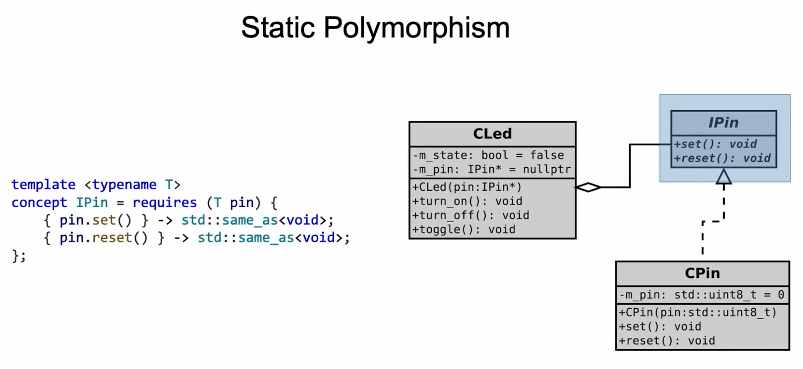 Static Polymorphism
template <typename T>
concept IPin = requires (T pin) {
    { pin.set() } -> std::same_as<void>;
    { pin.reset() } -> std::same_as<void>;
};
CLed
-m_state: bool = false
-m_pin: IPin* = nullptr
+CLed(pin:IPin*)
+turn_on(): void
+turn_off(): void
+toggle(): void
IPin
+set(): void
+reset(): void
CPin
-m_pin: std::uint8_t = 0
+CPin(pin:std::uint8_t)
+set(): void
+reset(): void